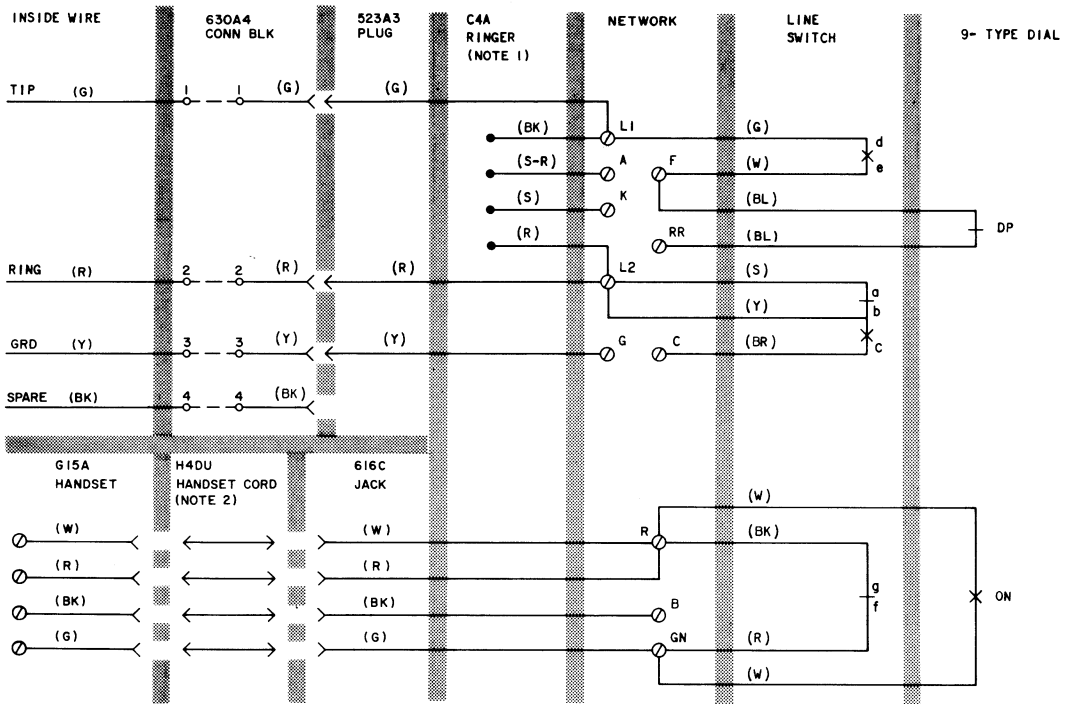 INSIDE WIRE
630A4
CONN BLK
523A3
PLUG
C4A
RINGER
(NOTE 1)
NETWORK
LINE
SWITCH
9- TYPE DIAL
TIP (G) 1 1 (G) (G)
(BK) L1 (G) d
(S-R) A F (W) e
(S) K (BL)
(R) RR (BL) DP
RING (R) 2 2 (R) (R) L2 (S) a
(Y) b
GRD (Y) 3 3 (Y) (Y) G C (BR) C
SPARE (BK) 4 4 (BK)
G15A
HANDSET
H4DU
HANDSET CORD
(NOTE 2)
616C
JACK
(W)
(W) (W) R (BK)
(R) (R)
(BK) (BK) B g
f
ON
(G) (G) GN (R)
(W)